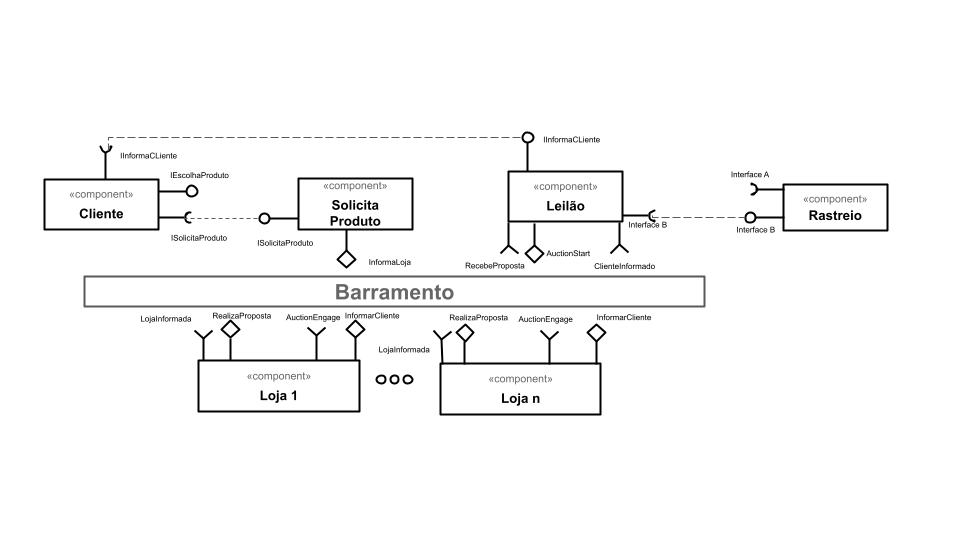 IInformaCLiente
IInformaCLiente
IEscolhaProduto
Interface A
«component»
Cliente
«component»
Solicita
Produto
«component»
Leilão
«component»
Rastreio
ISolicitaProduto
ISolicitaProduto
Interface B
Interface B
InformaLoja
RecebeProposta
AuctionStart
ClienteInformado
Barramento
LojaInformada
RealizaProposta
AuctionEngage
InformarCliente
LojaInformada
RealizaProposta
AuctionEngage
InformarCliente
«component»
Loja 1
«component»
Loja n